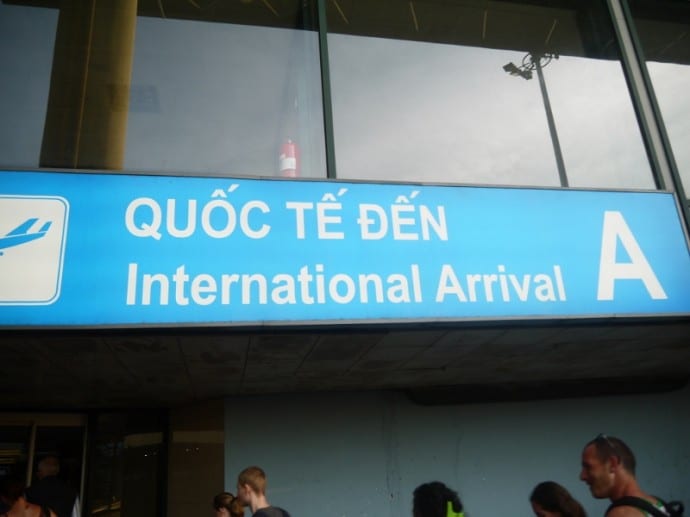 QUỐC TẾ ĐẾN
International Arrival
A